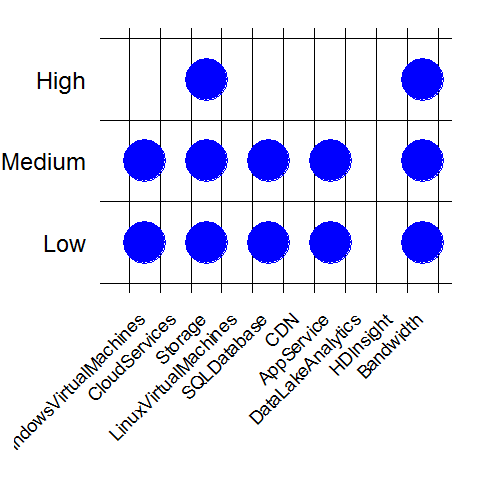 High
Medium
Low
ndowsVirtualMachines
CloudServices
Storage
LinuxVirtualMachines
SQLDatabase
CDN
AppService
DataLakeAnalytics
HDInsight
Bandwidth